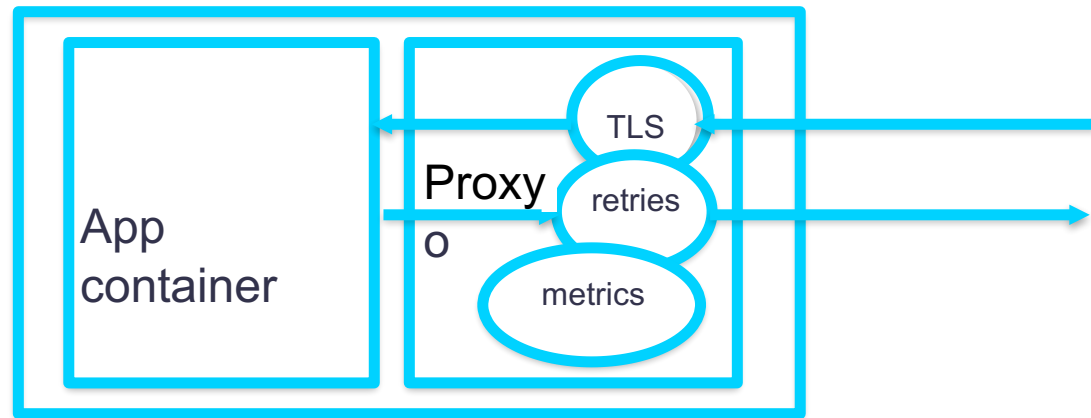 App
container
Proxy
o
TLS
retries
metrics